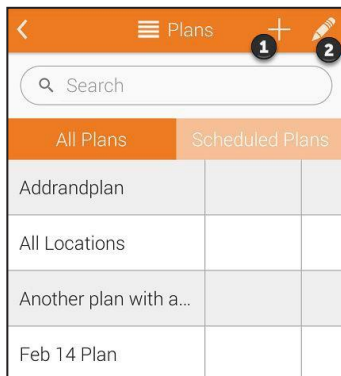 Plans
1
2
Search
All Plans Scheduled Plans
Addrandplan
All Locations
Another plan with a...
Feb 14 Plan